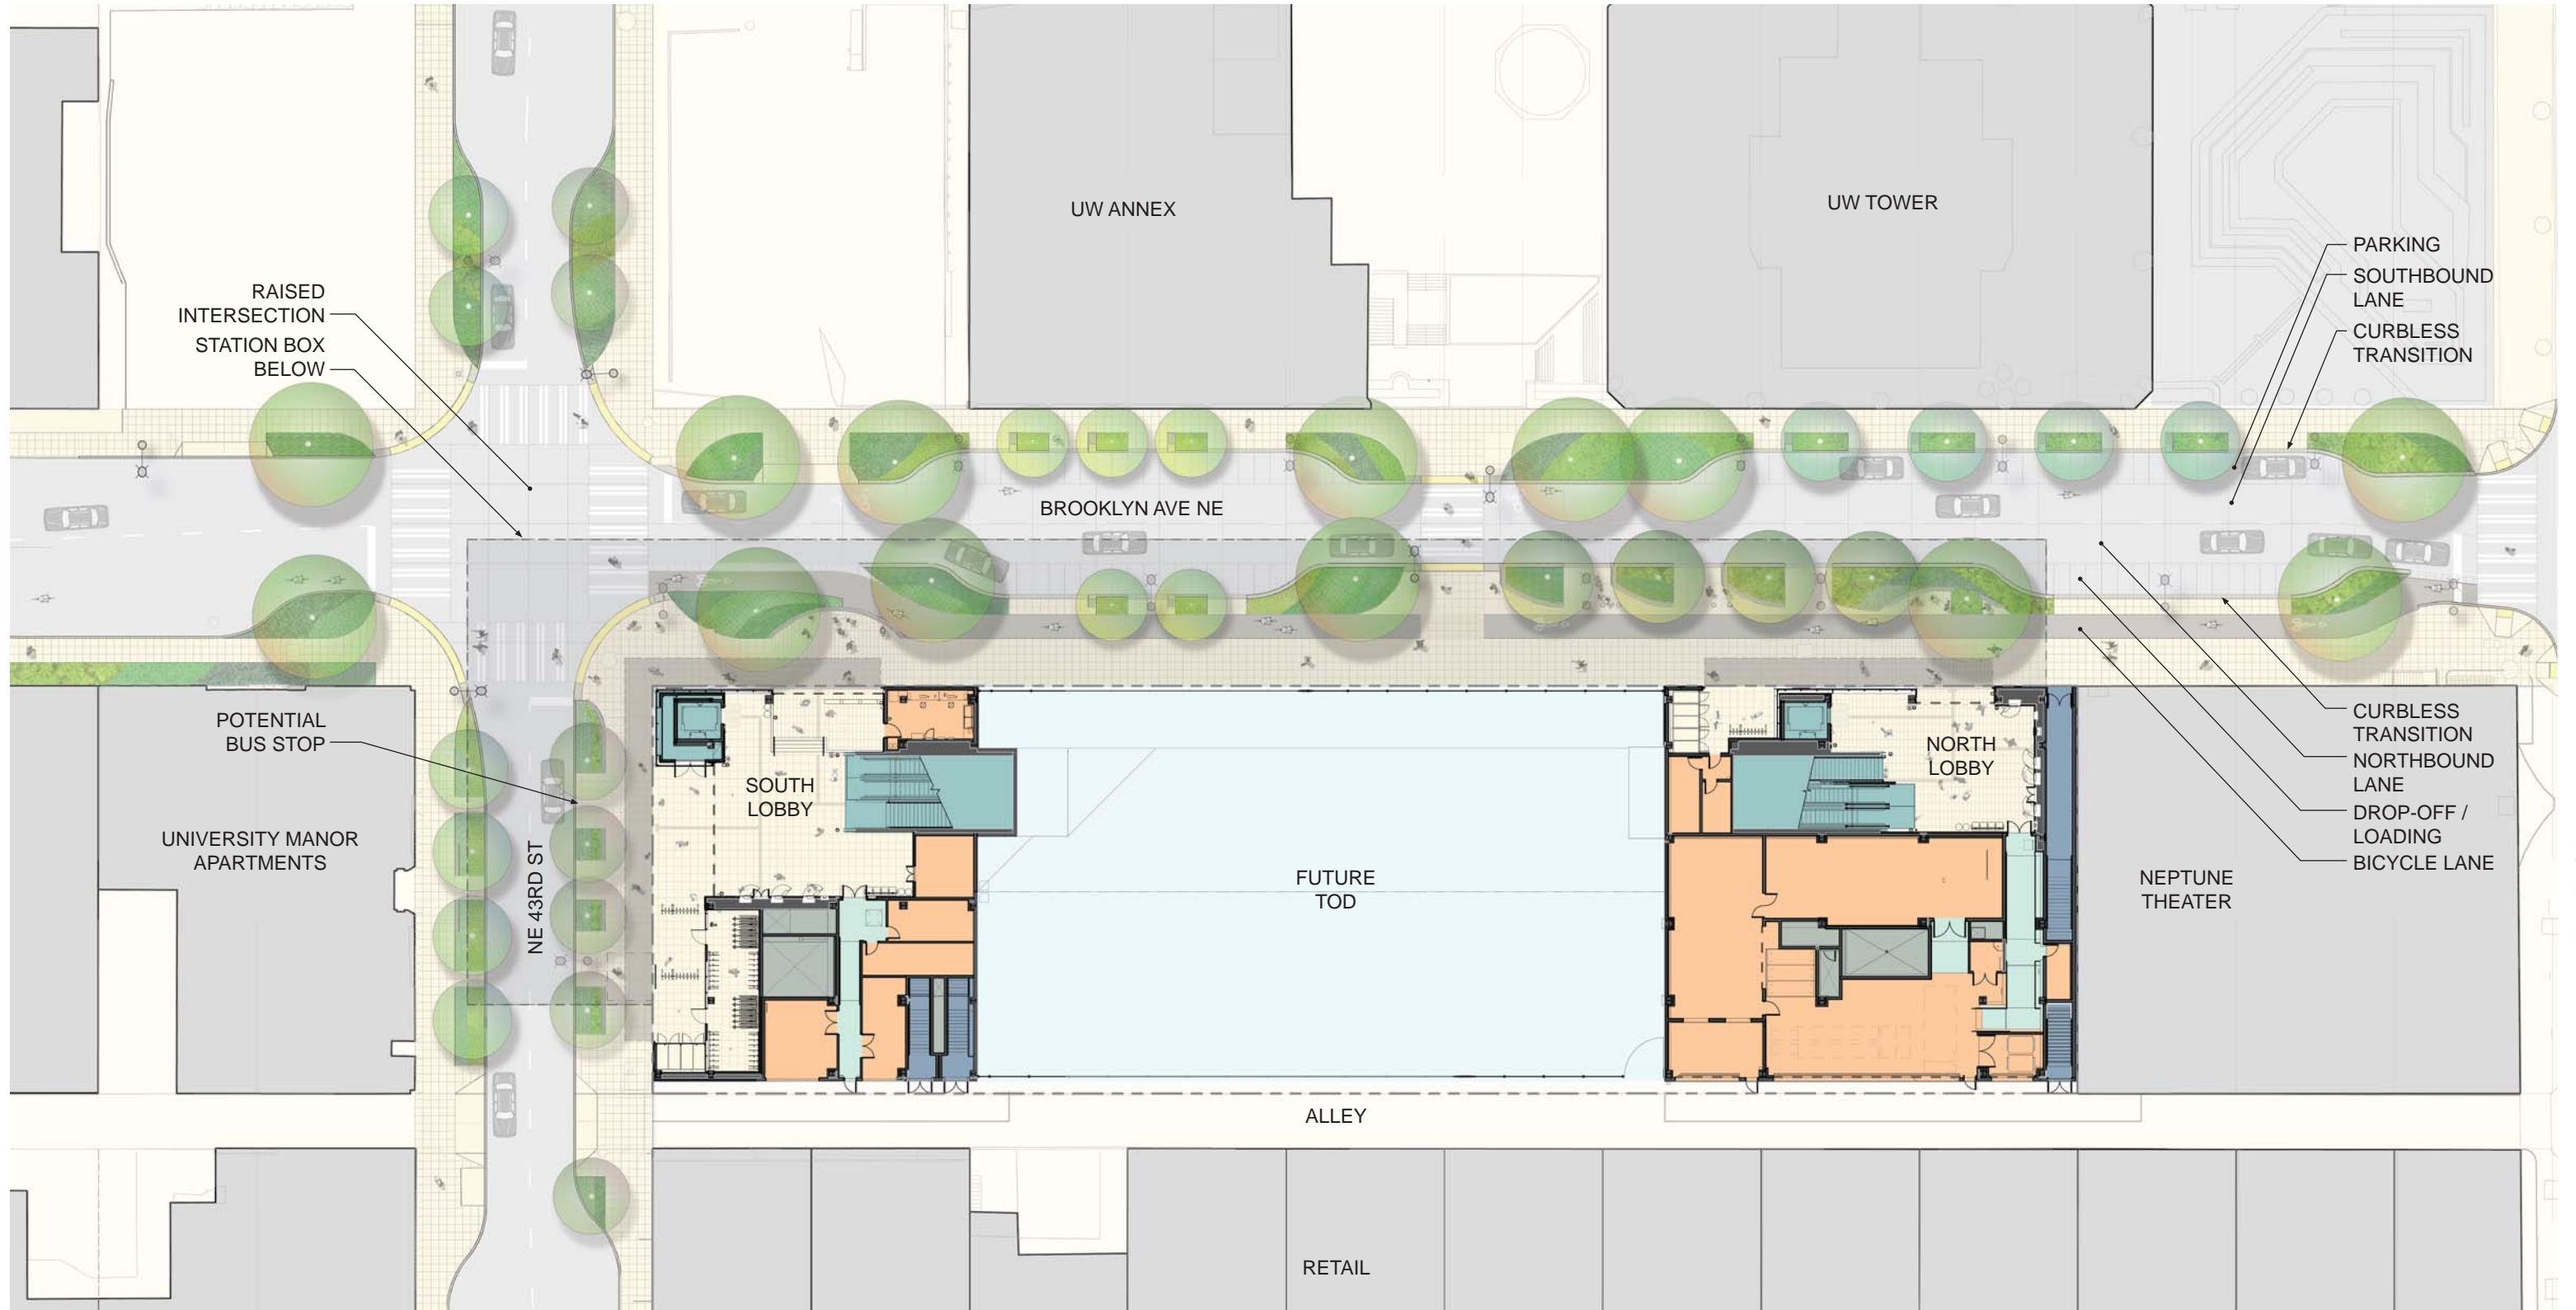 UW ANNEX
UW TOWER
PARKING
SOUTHBOUND
LANE
CURBLESS
TRANSITION
RAISED
INTERSECTION
STATION BOX
BELOW
BROOKLYN AVE NE
POTENTIAL
BUS STOP
UNIVERSITY MANOR
APARTMENTS
NE 43RD ST
SOUTH
LOBBY
FUTURE
TOD
NORTH
LOBBY
NEPTUNE
THEATER
CURBLESS
TRANSITION
NORTHBOUND
LANE
DROP-OFF /
LOADING
BICYCLE LANE
ALLEY
RETAIL